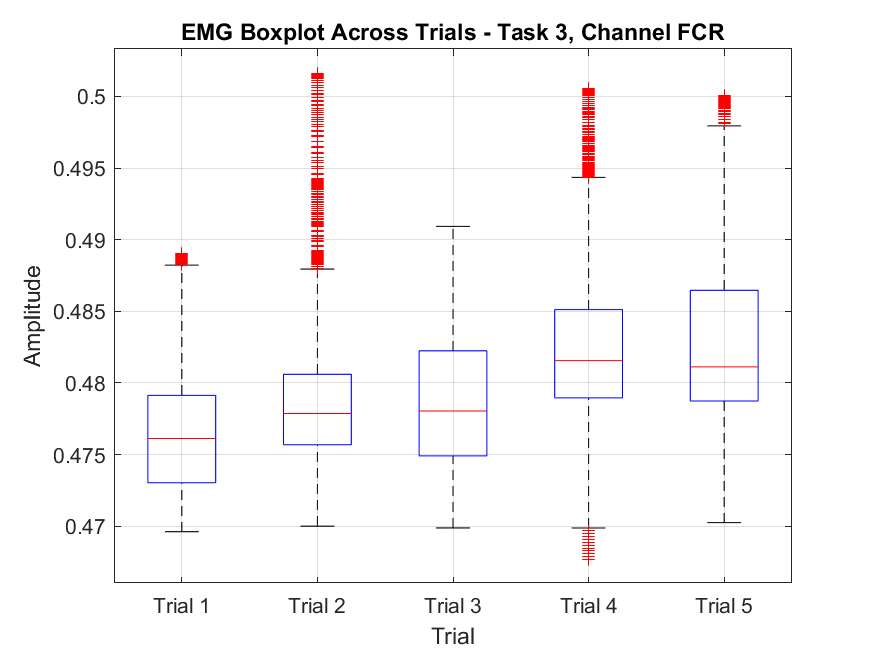 EMG Boxplot Across Trials - Task 3, Channel FCR
0.5
0.495
0.49
0.485
0.48
0.475
0.47
Amplitude
Trial 1 Trial 2 Trial 3 Trial 4 Trial 5
Trial